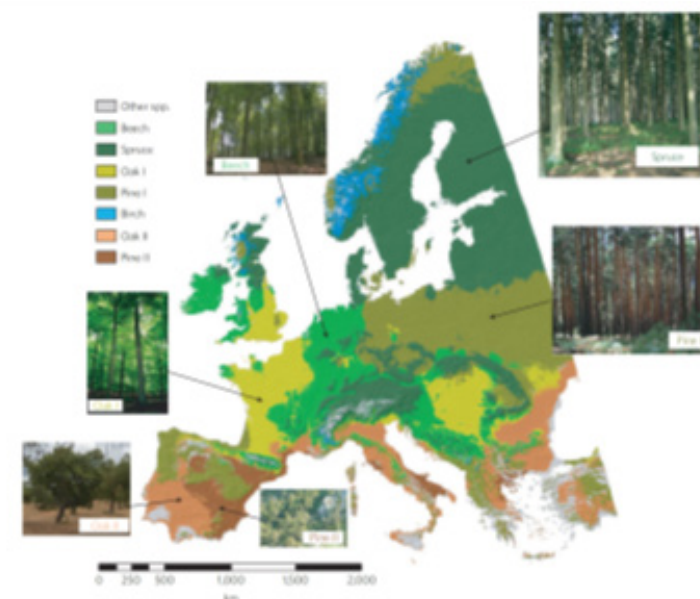 Other spp.
Beech
Spruce
Oak I
Pine I
Birch
Oak II
Pine II
Beech
Spruce
Pine
Oak I
Oak II
Pine II
0 250 500 1,000 1,500 2,000
km